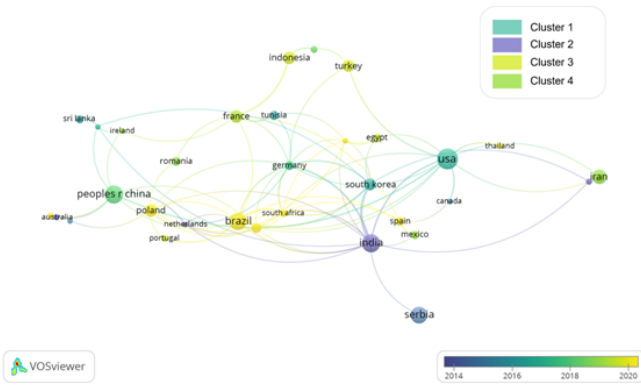 Cluster 1
Cluster 2
Cluster 3
Cluster 4
indonesia
turkey
sri lanka
ireland
france
tunisia
egypt
usa
thailand
romania
germany
south korea
iran
peoples r china
canada
australia
poland
netherlands
south africa
brazil
spain
portugal
india
mexico
serbia
VOSviewer
2014 2016 2018 2020